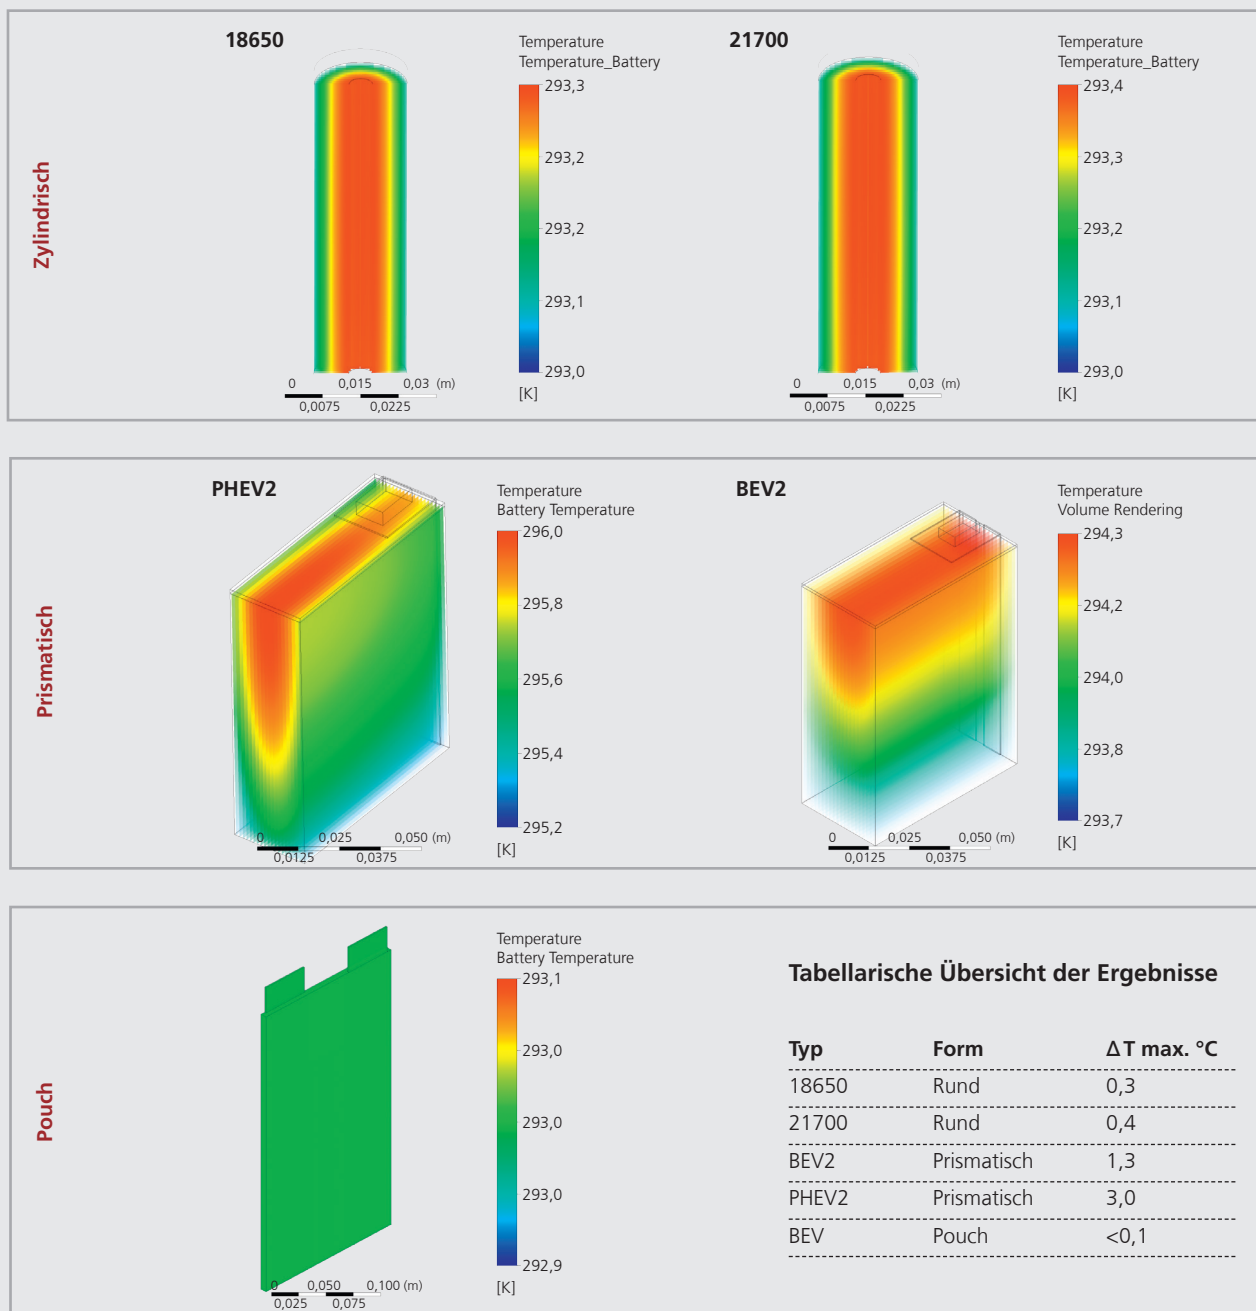 Zylindrisch
18650
Temperature
Temperature_Battery
293,3
293,2
293,2
293,1
293,0
[K]
0 0,015 0,03 (m)
0,0075 0,0225
21700
Temperature
Temperature_Battery
293,4
293,3
293,2
293,1
293,0
[K]
0 0,015 0,03 (m)
0,0075 0,0225
Prismatisch
PHEV2
Temperature
Battery Temperature
296,0
295,8
295,6
295,4
295,2
[K]
0 0,025 0,050 (m)
0,0125 0,0375
BEV2
Temperature
Volume Rendering
294,3
294,2
294,0
293,8
293,7
[K]
0 0,025 0,050 (m)
0,0125 0,0375
Pouch
Temperature
Battery Temperature
293,1
293,0
293,0
293,0
292,9
[K]
0 0,050 0,100 (m)
0,025 0,075
Tabellarische Übersicht der Ergebnisse
Typ Form Δ T max. °C
18650 Rund 0,3
21700 Rund 0,4
BEV2 Prismatisch 1,3
PHEV2 Prismatisch 3,0
BEV Pouch <0,1